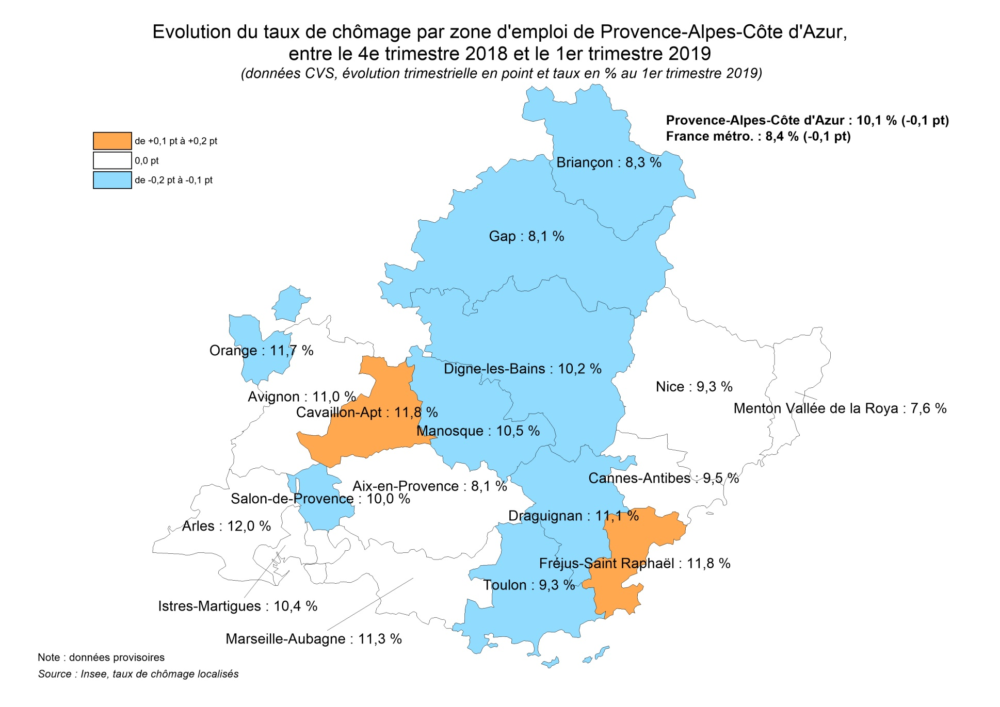 Evolution du taux de chômage par zone d'emploi de Provence-Alpes-Côte d'Azur,
entre le 4e trimestre 2018 et le 1er trimestre 2019
(données CVS, évolution trimestrielle en point et taux en % au 1er trimestre 2019)
Provence-Alpes-Côte d'Azur : 10,1 % (-0,1 pt)
France métro. : 8,4 % (-0,1 pt)
de +0,1 pt à +0,2 pt
0,0 pt
de -0,2 pt à -0,1 pt
Briançon : 8,3 %
Gap : 8,1 %
Orange : 11,7 %
Digne-les-Bains : 10,2 %
Nice : 9,3 %
Avignon : 11,0 %
Menton Vallée de la Roya : 7,6 %
Cavaillon-Apt : 11,8 %
Manosque : 10,5 %
Cannes-Antibes : 9,5 %
Aix-en-Provence : 8,1 %
Salon-de-Provence : 10,0 %
Draguignan : 11,1 %
Arles : 12,0 %
Fréjus-Saint Raphaël : 11,8 %
Toulon : 9,3 %
Istres-Martigues : 10,4 %
Marseille-Aubagne : 11,3 %
Note : données provisoires
Source : Insee, taux de chômage localisés